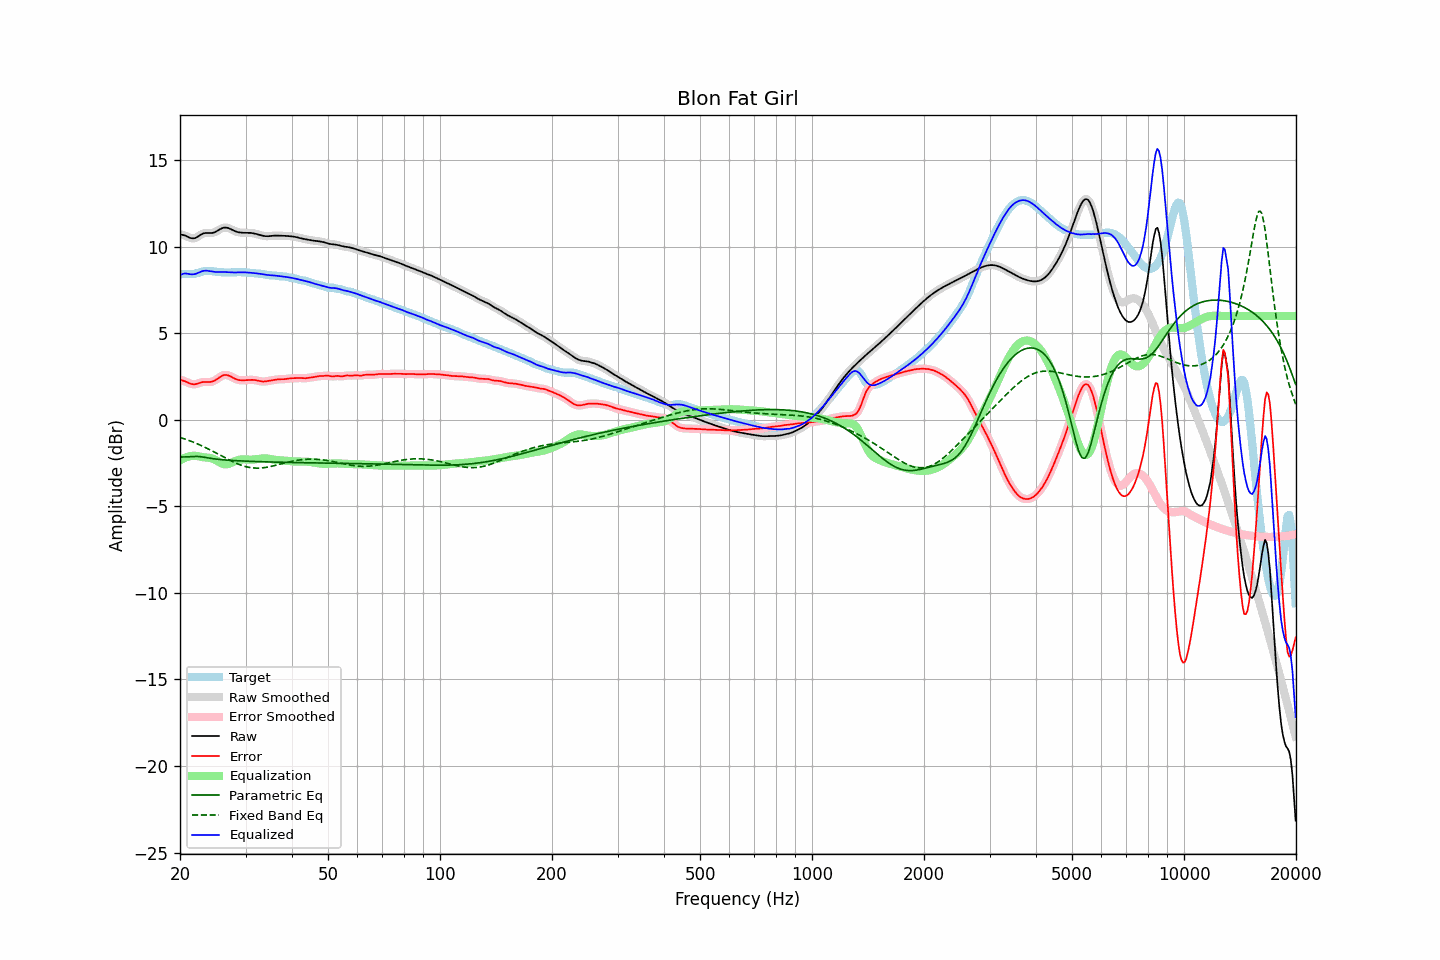 Blon Fat Girl
Amplitude (dBr)
15
10
5
0
−5
−10
−15
−20
−25
Target
Raw Smoothed
Error Smoothed
Raw
Error
Equalization
Parametric Eq
Fixed Band Eq
Equalized
20 50 100 200 500 1000 2000 5000 10000 20000
Frequency (Hz)